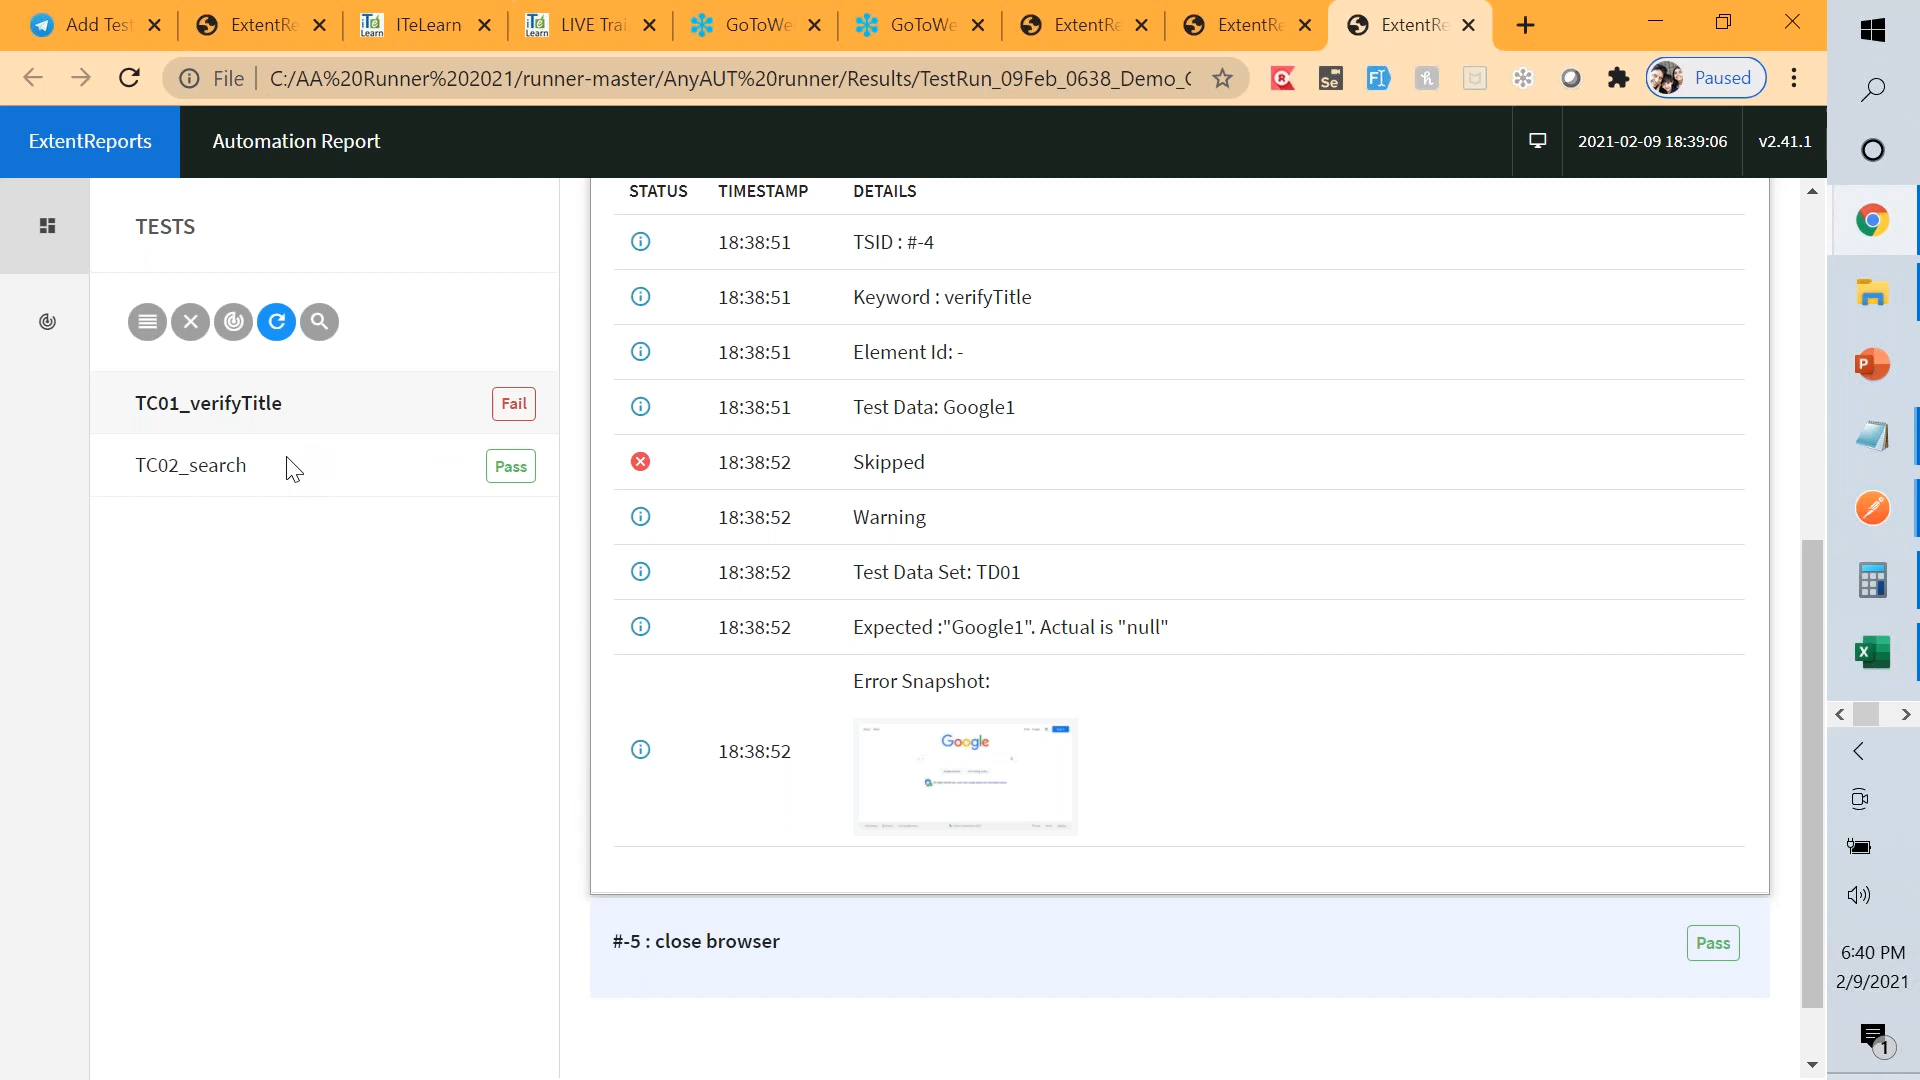 Add Test
ExtentRe
ITeLearn
LIVE Trai
GoToWe
GoToWe
ExtentRe
ExtentRe
ExtentRe
File
C:/AA%20Runner%202021/runner-master/AnyAUT%20runner/Results/TestRun_09Feb_0638_Demo_
Paused
ExtentReports
Automation Report
2021-02-09 18:39:06
v2.41.1
TESTS
TC01_verifyTitle
Fail
TC02_search
Pass
STATUS TIMESTAMP DETAILS
18:38:51 TSID : #-4
18:38:51 Keyword : verifyTitle
18:38:51 Element Id: -
18:38:51 Test Data: Google1
18:38:52 Skipped
18:38:52 Warning
18:38:52 Test Data Set: TD01
18:38:52 Expected :"Google1". Actual is "null"
Error Snapshot:
18:38:52
Google
#-5 : close browser
Pass
6:40 PM
2/9/2021
1